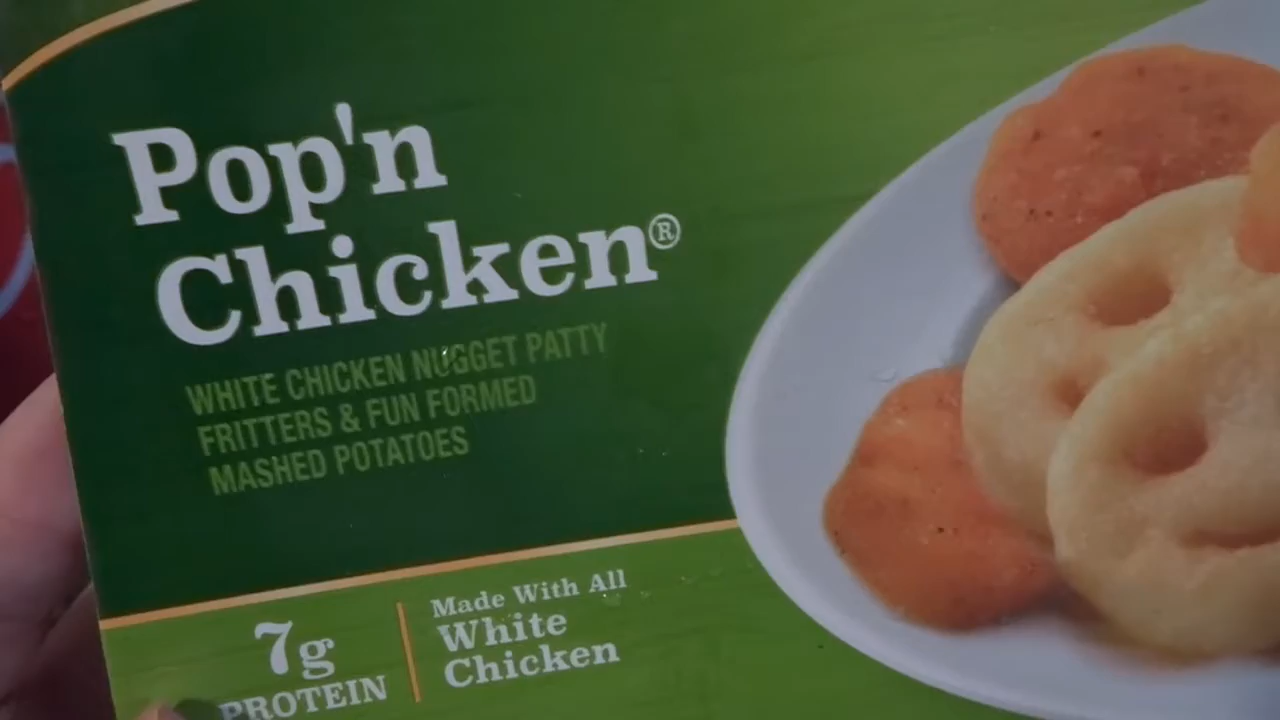 Pop'n
Chicken®
WHITE CHICKEN NUGGET PATTY
FRITTERS & FUN FORMED
MASHED POTATOES
7g
PROTEIN
Made With All
White
Chicken